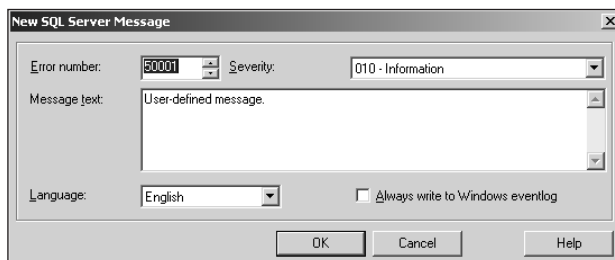 New SQL Server Message
Error number: 50001 Severity: 010 - Information
Message text: User-defined message.
Language: English Always write to Windows eventlog
OK Cancel Help